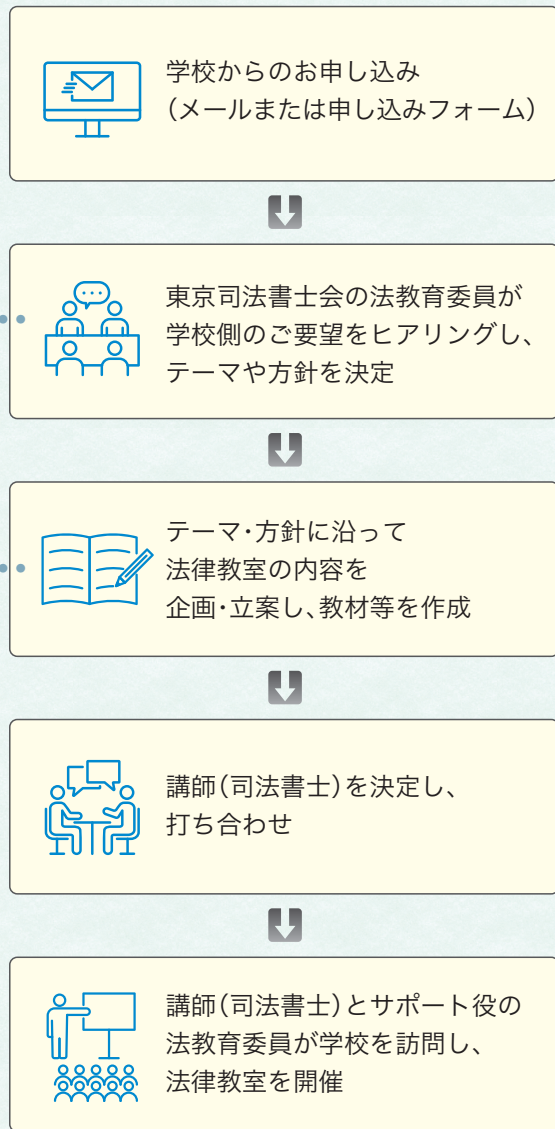 学校からのお申し込み
（メールまたは申し込みフォーム）
東京司法書士会の法教育委員が
学校側のご要望をヒアリングし、
テーマや方針を決定
テーマ・方針に沿って
法律教室の内容を
企画・立案し、教材等を作成
講師（司法書士）を決定し、
打ち合わせ
講師（司法書士）とサポート役の
法教育委員が学校を訪問し、
法律教室を開催